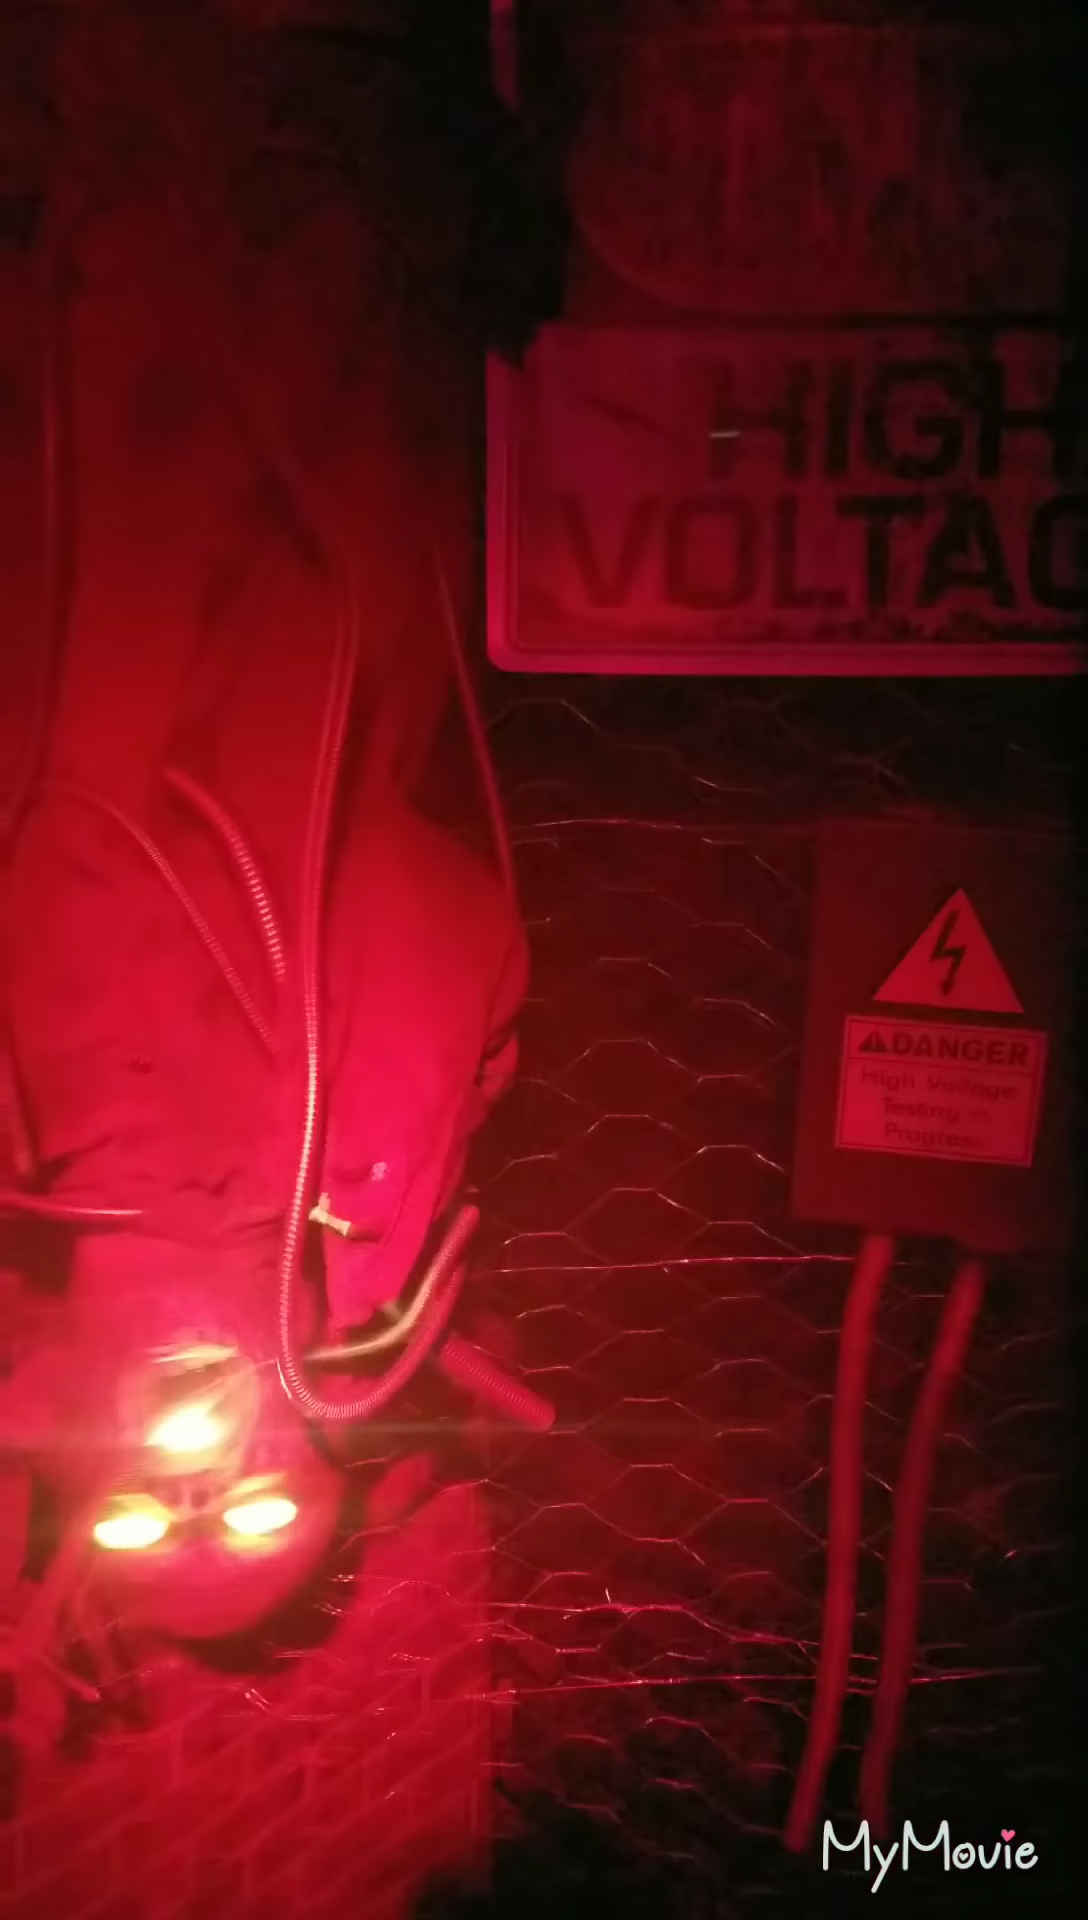 HIGH
VOLTAG
DANGER
High Voltage
Testing in
Progress
MyMovie